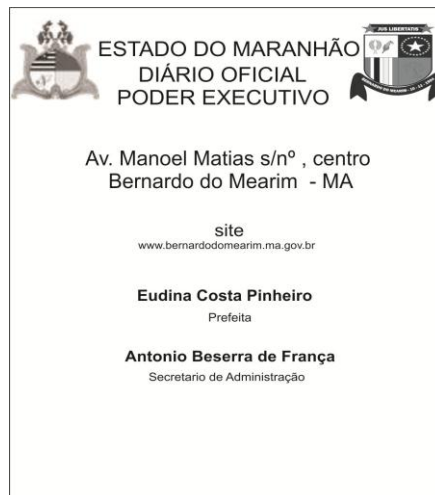 JUS LIBERTATIS
ESTADO DO MARANHÃO
DIÁRIO OFICIAL
PODER EXECUTIVO
Av. Manoel Matias s/nº , centro
Bernardo do Mearim - MA
site
www.bernardodomearim.ma.gov.br
Eudina Costa Pinheiro
Prefeita
Antonio Beserra de França
Secretario de Administração